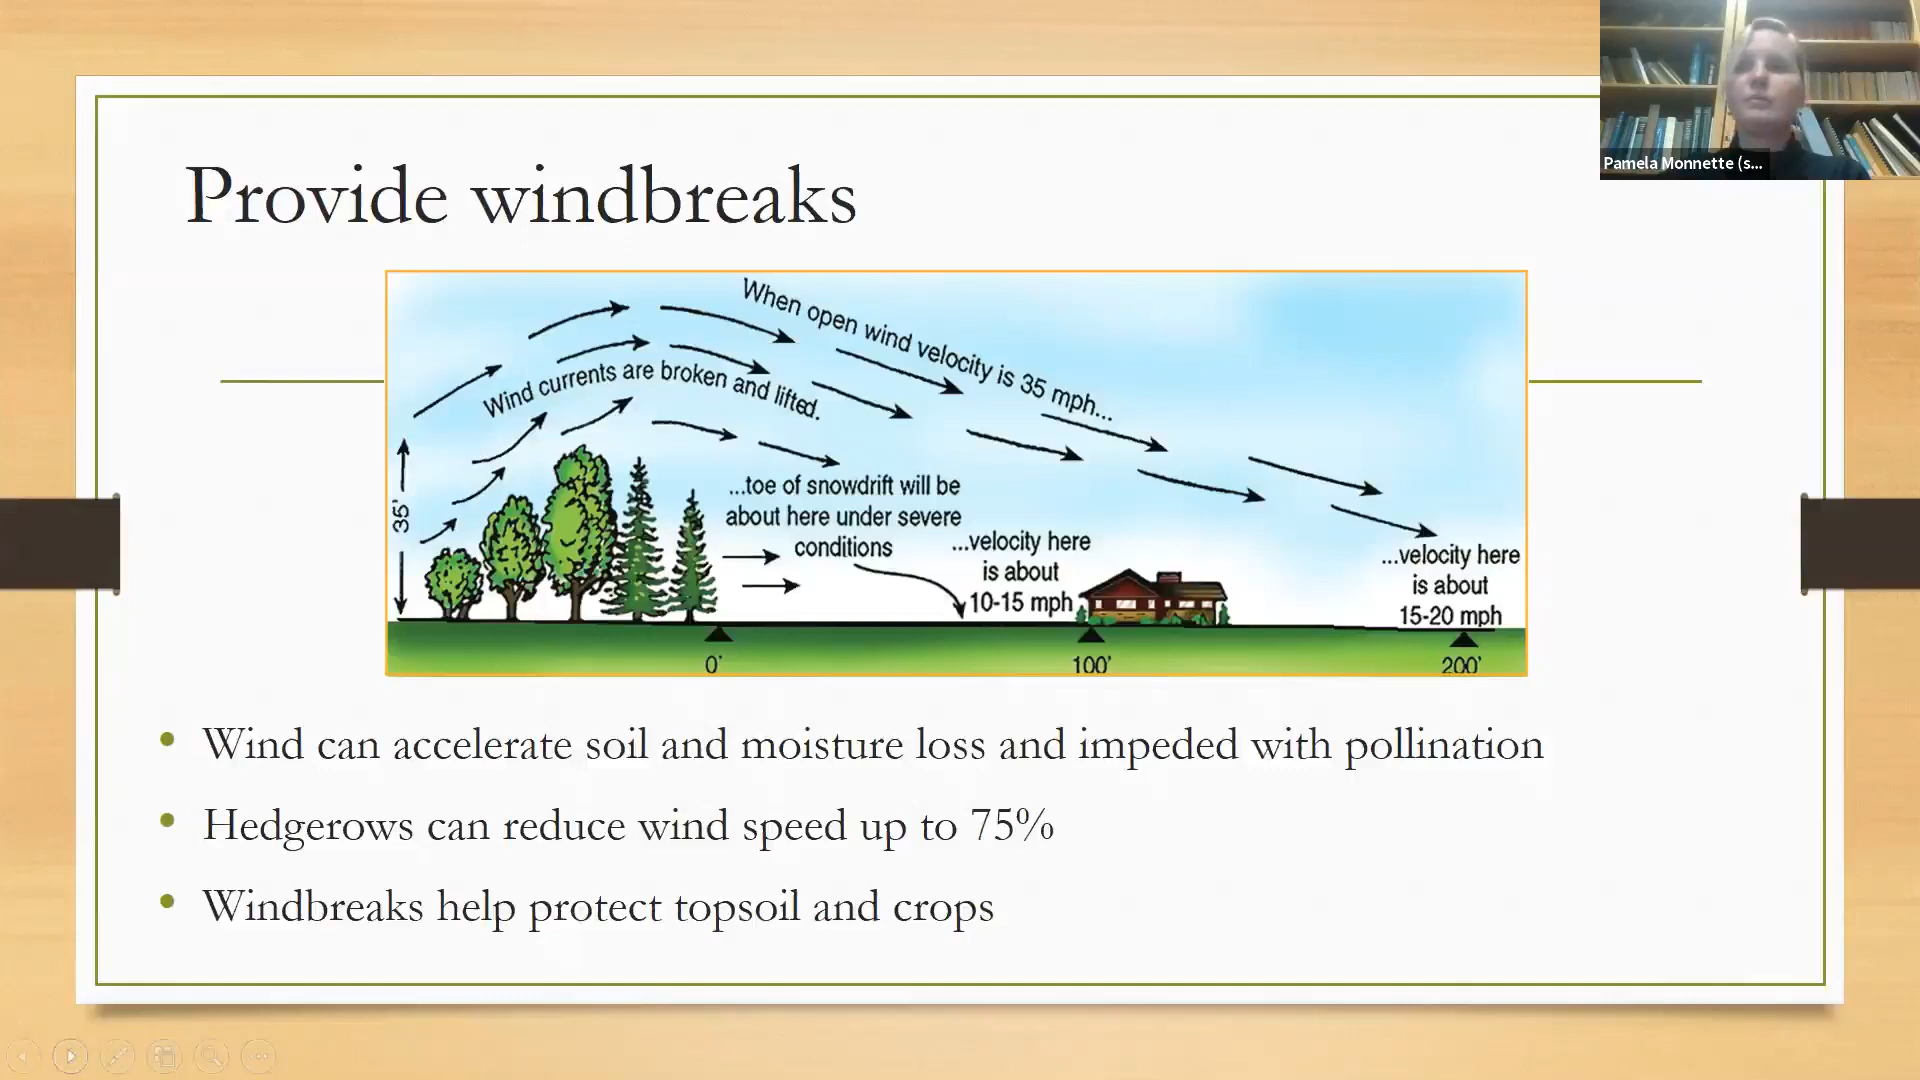 Pamela Monnette (s...
Provide windbreaks
When open wind velocity is 35 mph...
Wind currents are broken and lifted.
35'
...toe of snowdrift will be
about here under severe
conditions
...velocity here
is about
10-15 mph
...velocity here
is about
15-20 mph
0'
100'
200'
• Wind can accelerate soil and moisture loss and impeded with pollination
• Hedgerows can reduce wind speed up to 75%
• Windbreaks help protect topsoil and crops